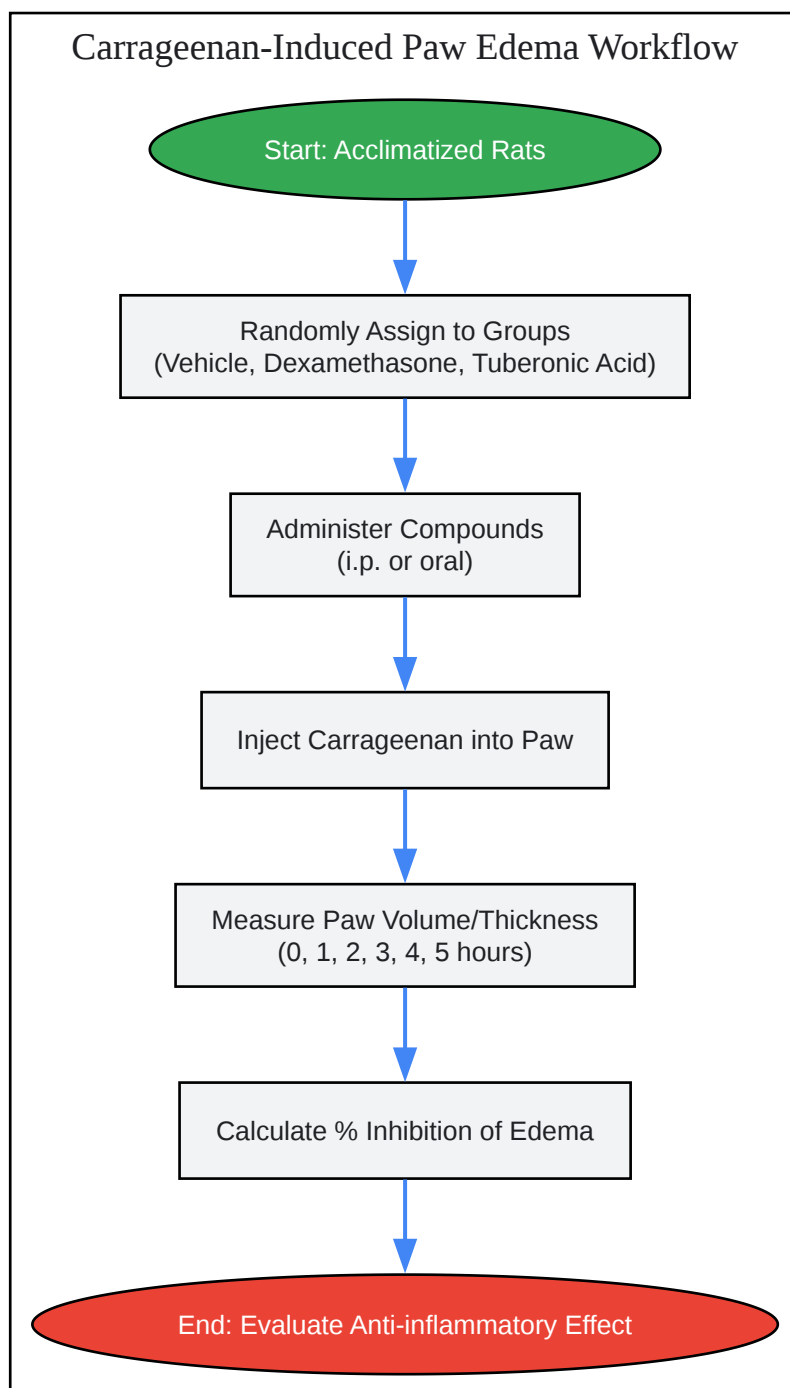 Carrageenan-Induced Paw Edema Workflow
Start: Acclimatized Rats
Randomly Assign to Groups
(Vehicle, Dexamethasone, Tuberonic Acid)
Administer Compounds
(i.p. or oral)
Inject Carrageenan into Paw
Measure Paw Volume/Thickness
(0, 1, 2, 3, 4, 5 hours)
Calculate % Inhibition of Edema
End: Evaluate Anti-inflammatory Effect